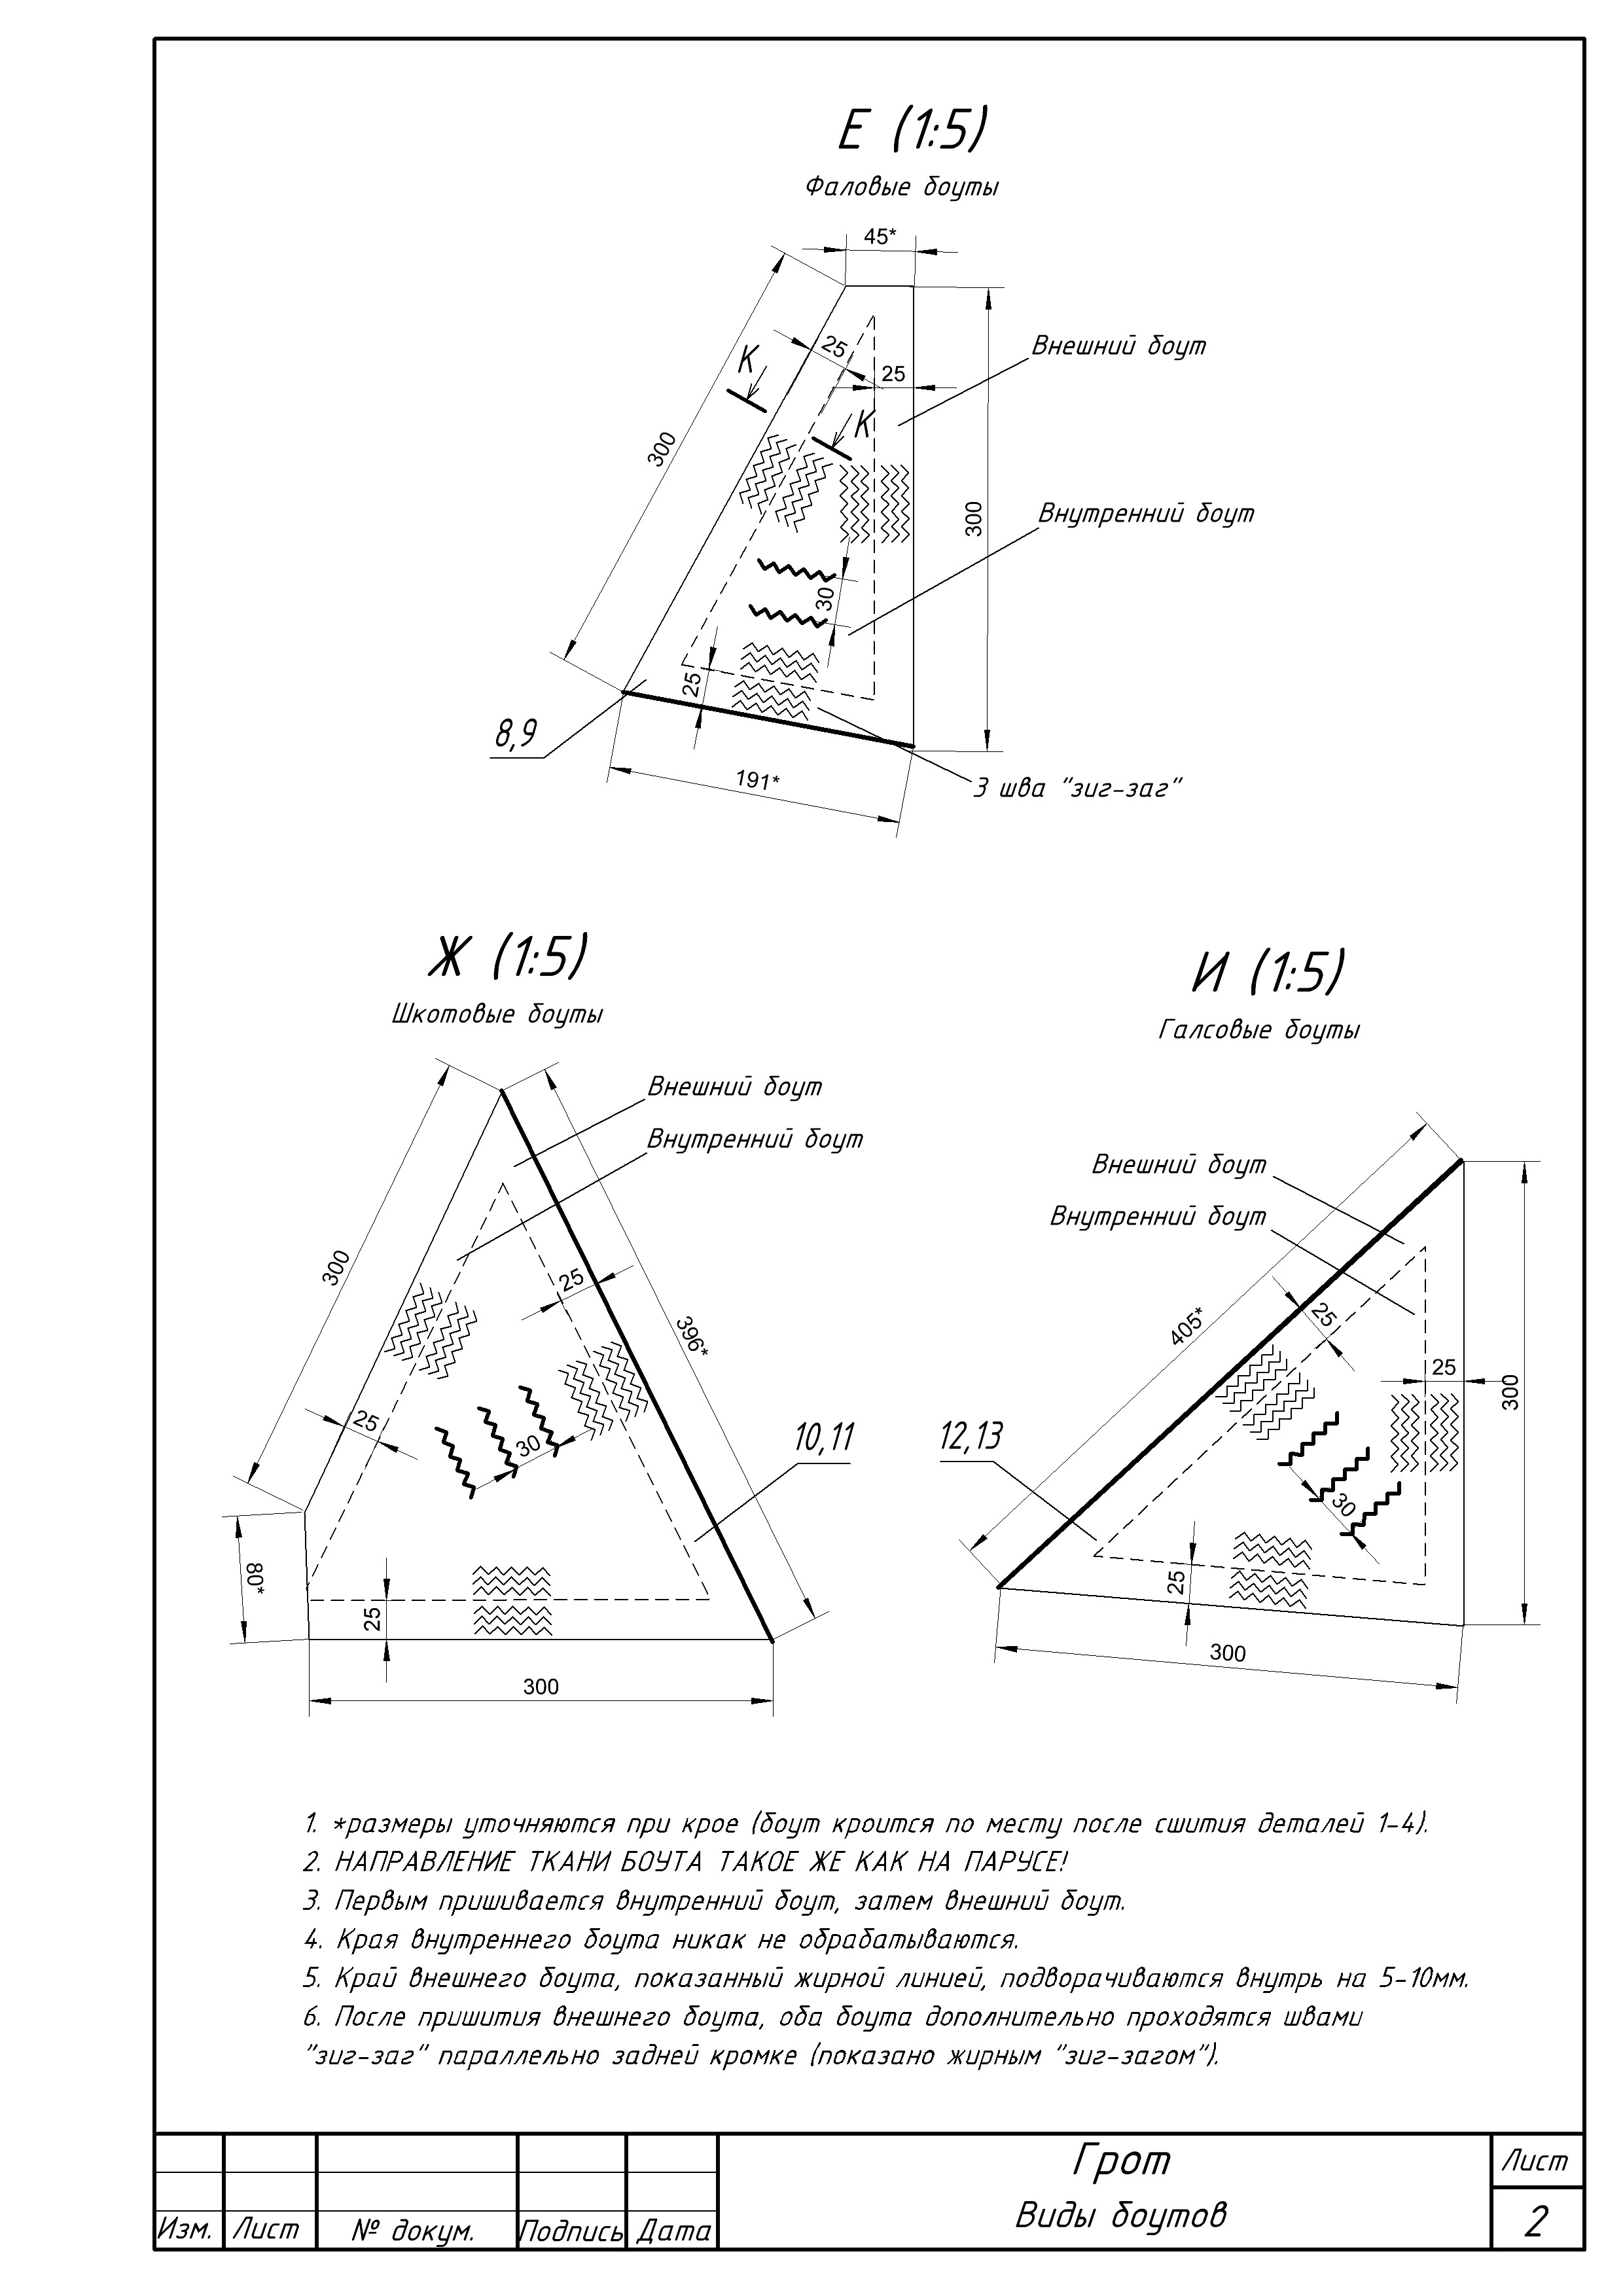 Е (1:5)
Фаловые боуты
45*
25
25
К
К
Внешний боут
300
300
Внутренний боут
30
25
8,9
191*
3 шва "зиг-заг"
Ж (1:5)
Шкотовые боуты
Внешний боут
Внутренний боут
300
25
396*
25
30
10,11
80*
25
300
И (1:5)
Галсовые боуты
Внешний боут
Внутренний боут
405*
25
25
300
12,13
30
25
300
1. *размеры уточняются при крое (боут кроится по месту после сшития деталей 1-4).
2. НАПРАВЛЕНИЕ ТКАНИ БОУТА ТАКОЕ ЖЕ КАК НА ПАРУСЕ!
3. Первым пришивается внутренний боут, затем внешний боут.
4. Края внутреннего боута никак не обрабатываются.
5. Край внешнего боута, показанный жирной линией, подворачиваются внутрь на 5-10мм.
6. После пришития внешнего боута, оба боута дополнительно проходятся швами
"зиг-заг" параллельно задней кромке (показано жирным "зиг-загом").
Грот
Виды боутов
Лист
2
Изм. Лист № докум. Подпись Дата